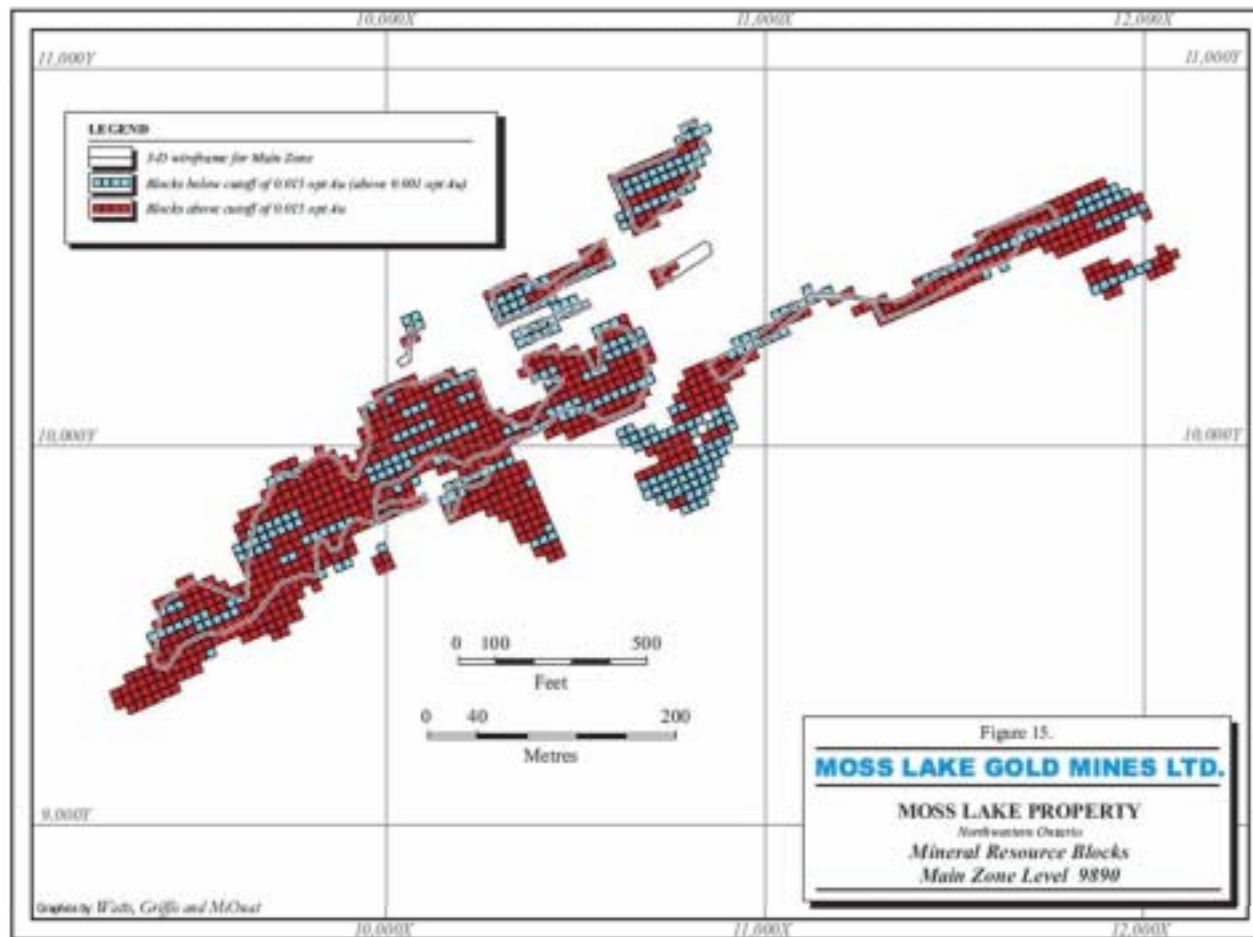 10,000X 11,000X 12,000X
11,000Y 11,000Y
LEGEND
3-D wireframe for Main Zone
Blocks below cutoff of 0.015 opt Au (above 0.001 opt Au)
Blocks above cutoff of 0.015 opt Au
10,000Y 10,000Y
0 100 500
Feet
0 40 200
Metres
Figure 15.
MOSS LAKE GOLD MINES LTD.
MOSS LAKE PROPERTY
Northwestern Ontario
Mineral Resource Blocks
Main Zone Level 9890
9,000Y
Graphics by Watts, Griffis and McOuat
10,000X 11,000X 12,000X